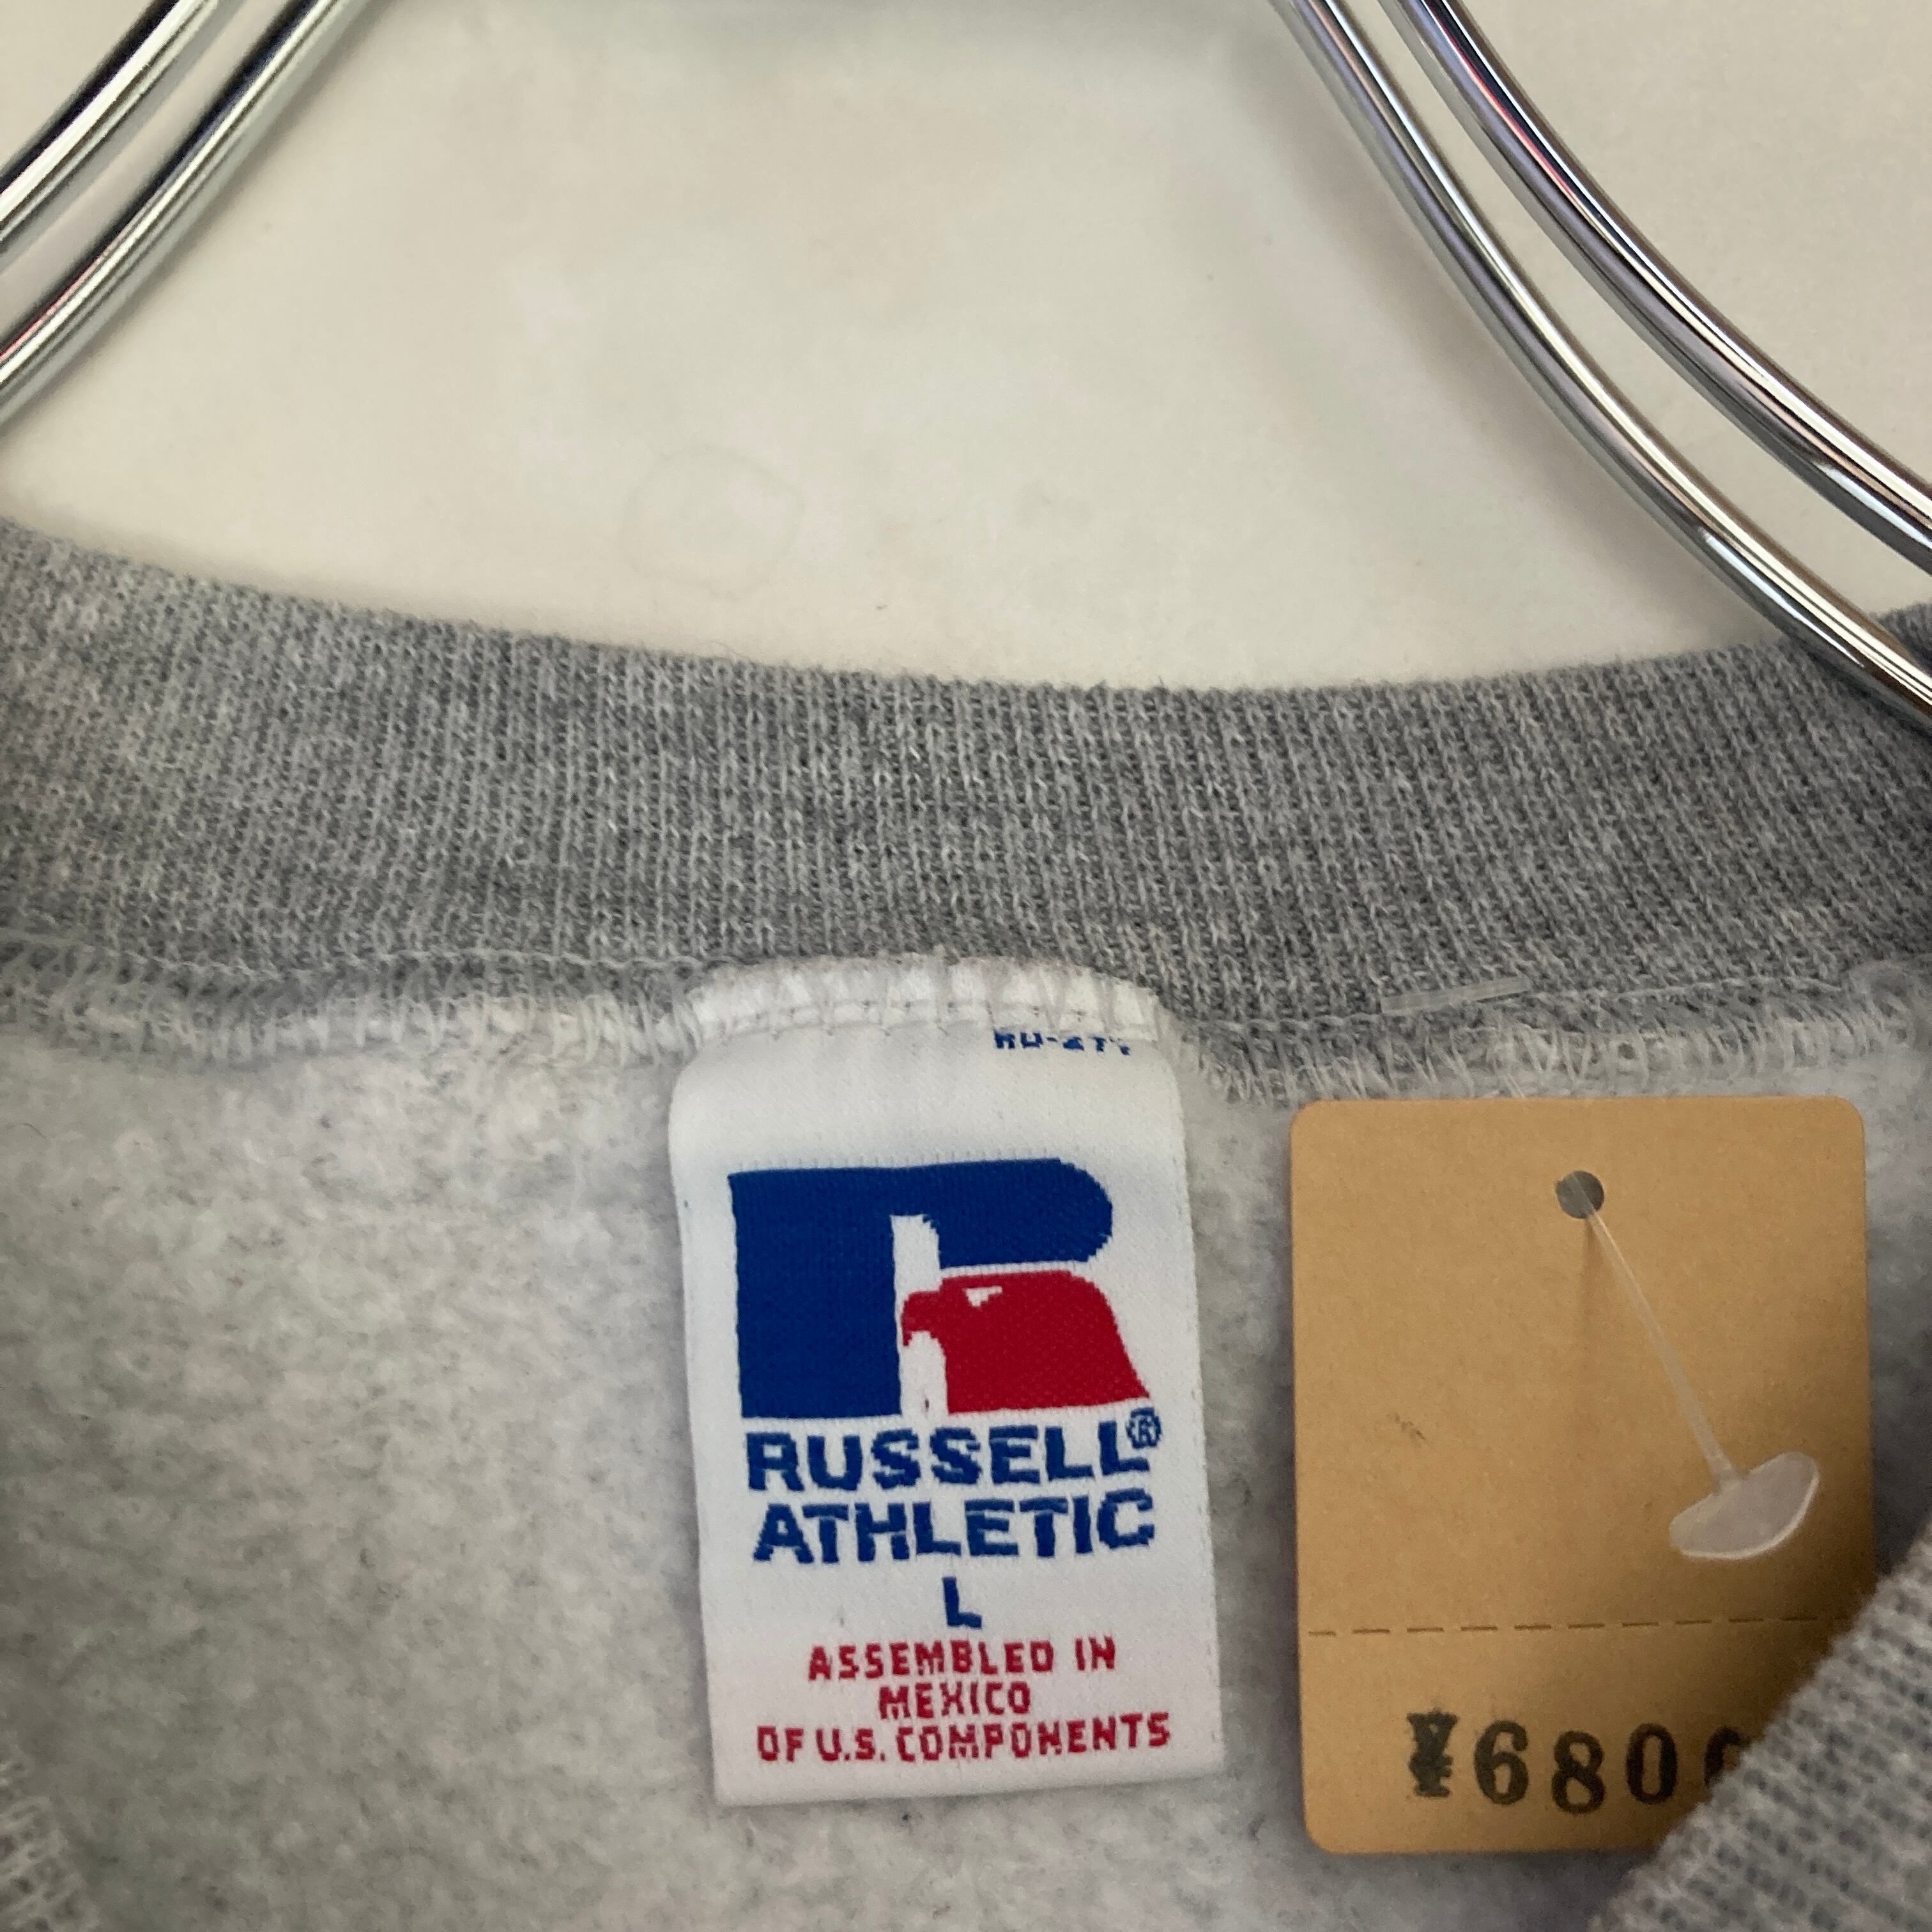 RUSSELL®
ATHLETIC
L
ASSEMBLED IN
MEXICO
OF U.S. COMPONENTS
¥680